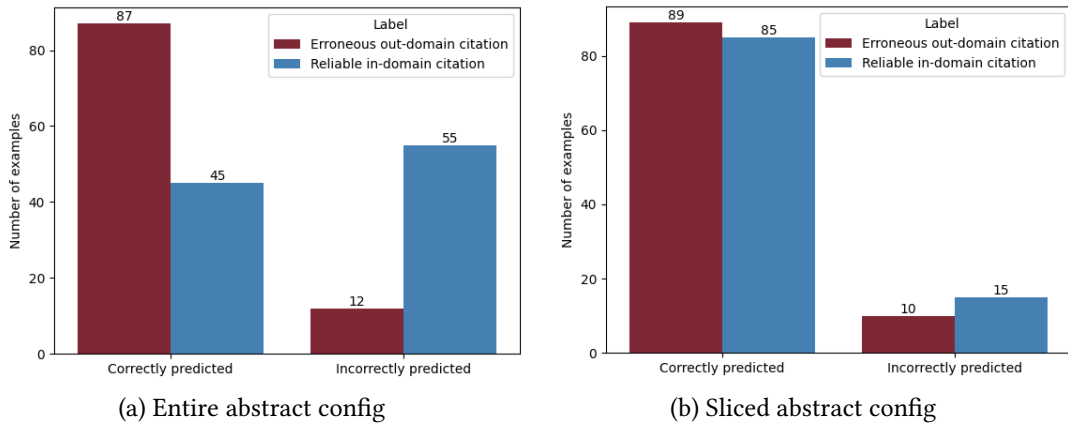 87
45
12
55
80
60
40
20
0
Number of examples
Correctly predicted
Incorrectly predicted
Label
Erroneous out-domain citation
Reliable in-domain citation
(a) Entire abstract config
89
85
10
15
80
60
40
20
0
Number of examples
Correctly predicted
Incorrectly predicted
Label
Erroneous out-domain citation
Reliable in-domain citation
(b) Sliced abstract config